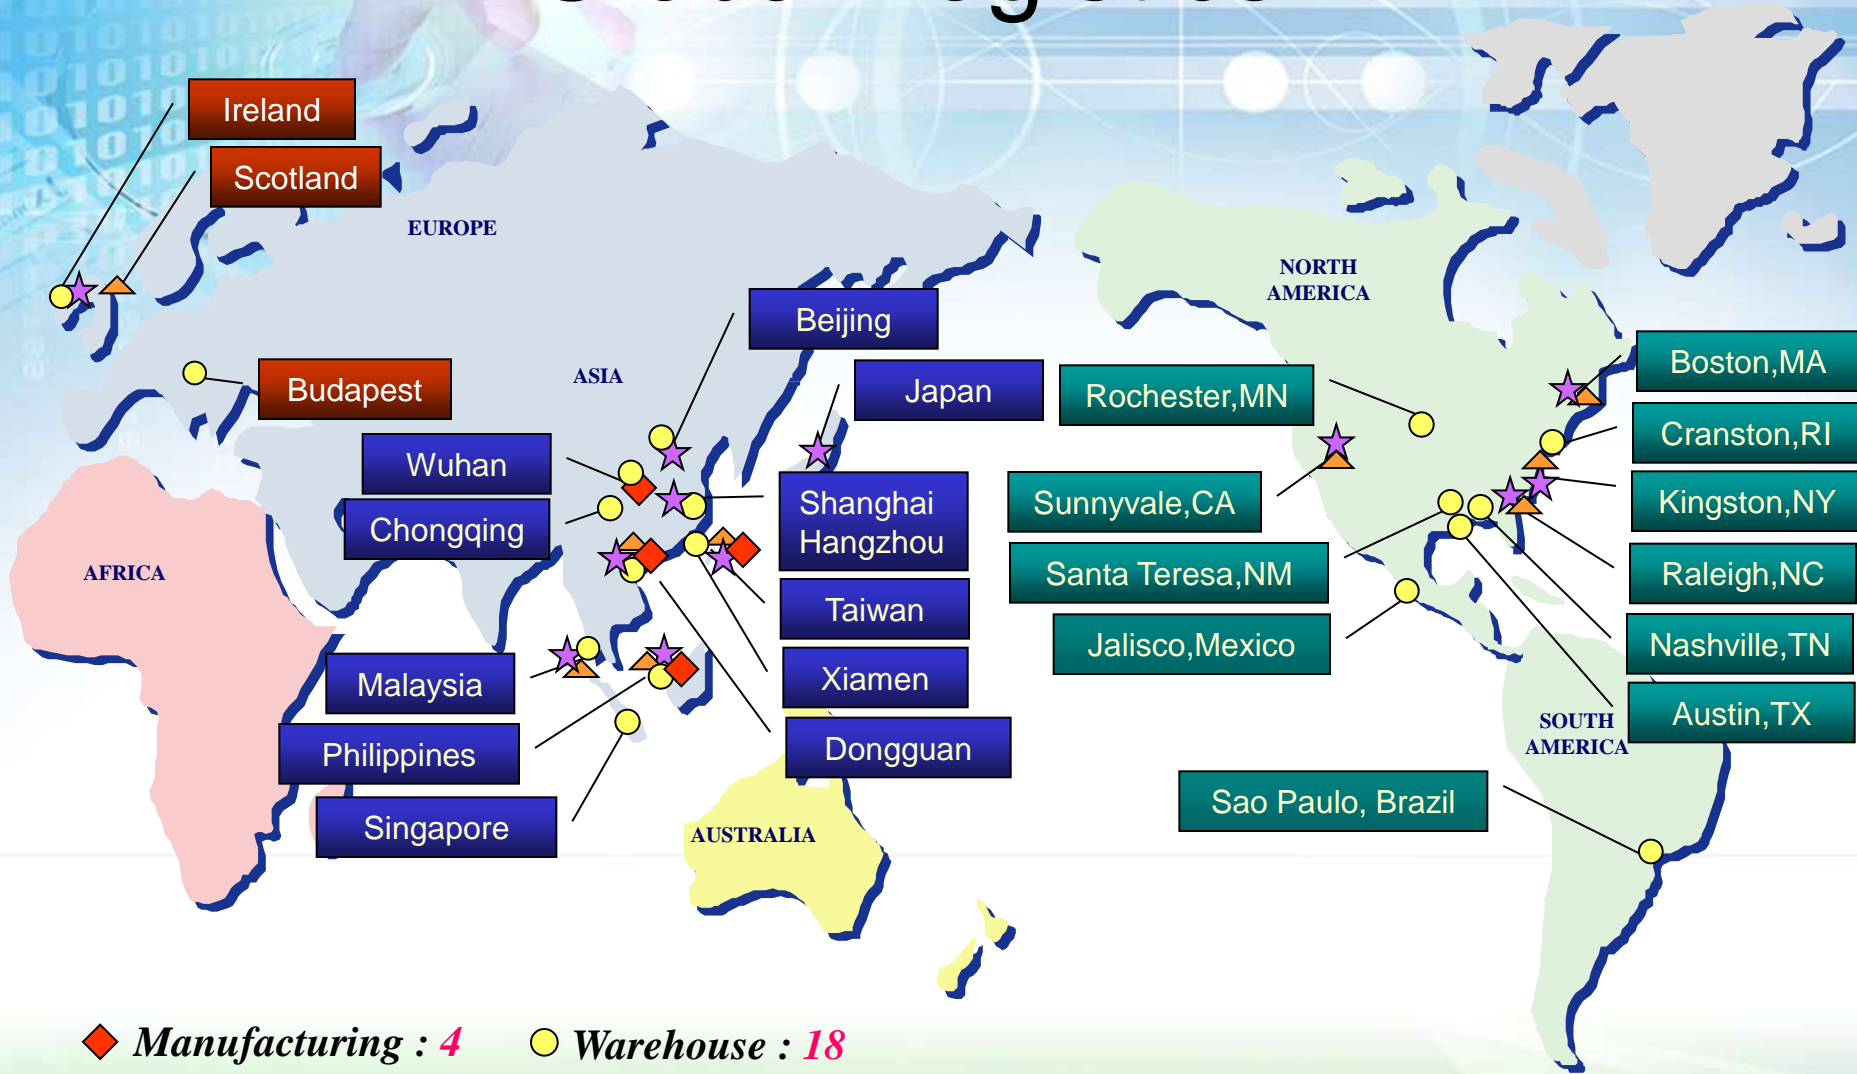 Ireland
Scotland
EUROPE
Budapest
ASIA
Beijing
Japan
Wuhan
Chongqing
Shanghai
Hangzhou
Taiwan
Xiamen
Dongguan
Malaysia
Philippines
Singapore
AFRICA
AUSTRALIA
NORTH
AMERICA
Rochester,MN
Sunnyvale,CA
Santa Teresa,NM
Jalisco,Mexico
Boston,MA
Cranston,RI
Kingston,NY
Raleigh,NC
Nashville,TN
Austin,TX
SOUTH
AMERICA
Sao Paulo, Brazil
Manufacturing : 4
Warehouse : 18